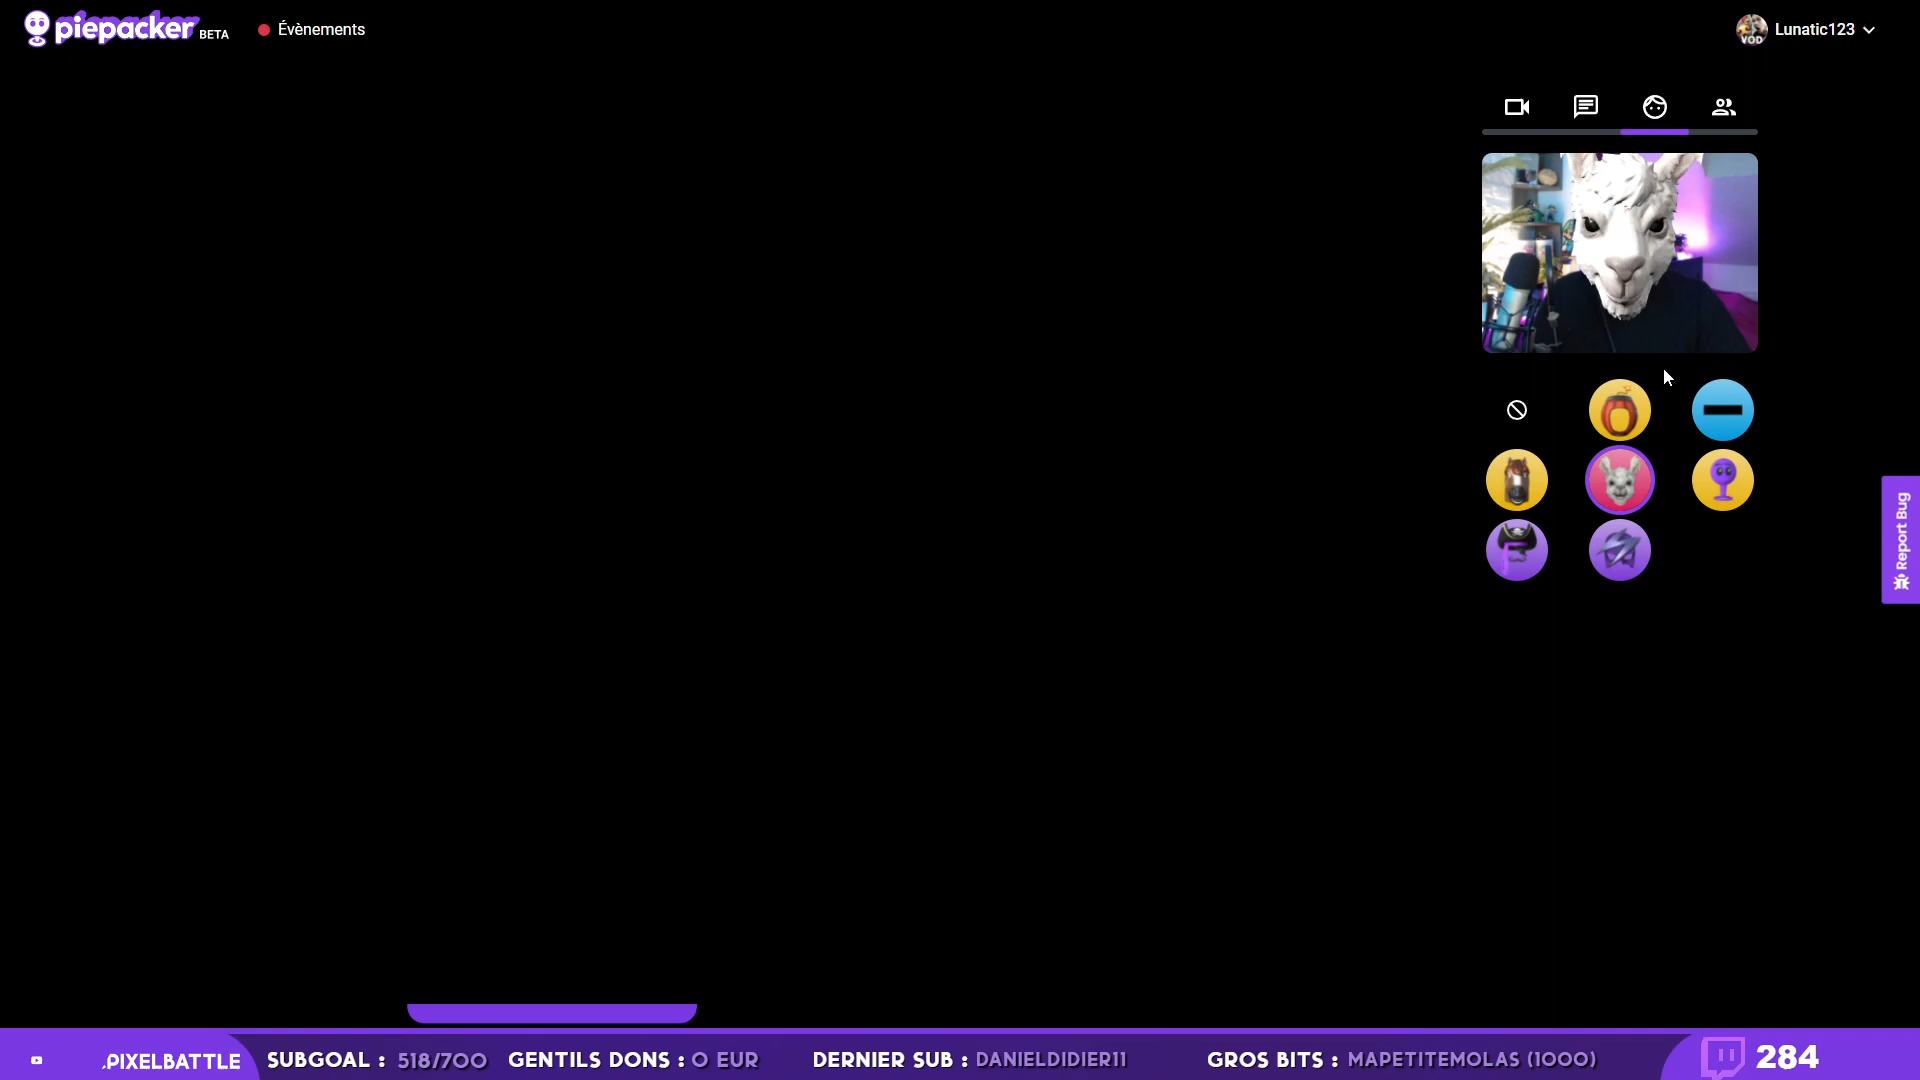 piepacker BETA
Évènements
VOD
Lunatic123
Report Bug
.PIXELBATTLE
SUBGOAL : 518/700
GENTILS DONS : 0 EUR
DERNIER SUB : DANIELDIDIER11
GROS BITS : MAPETITEMOLAS (1000)
284